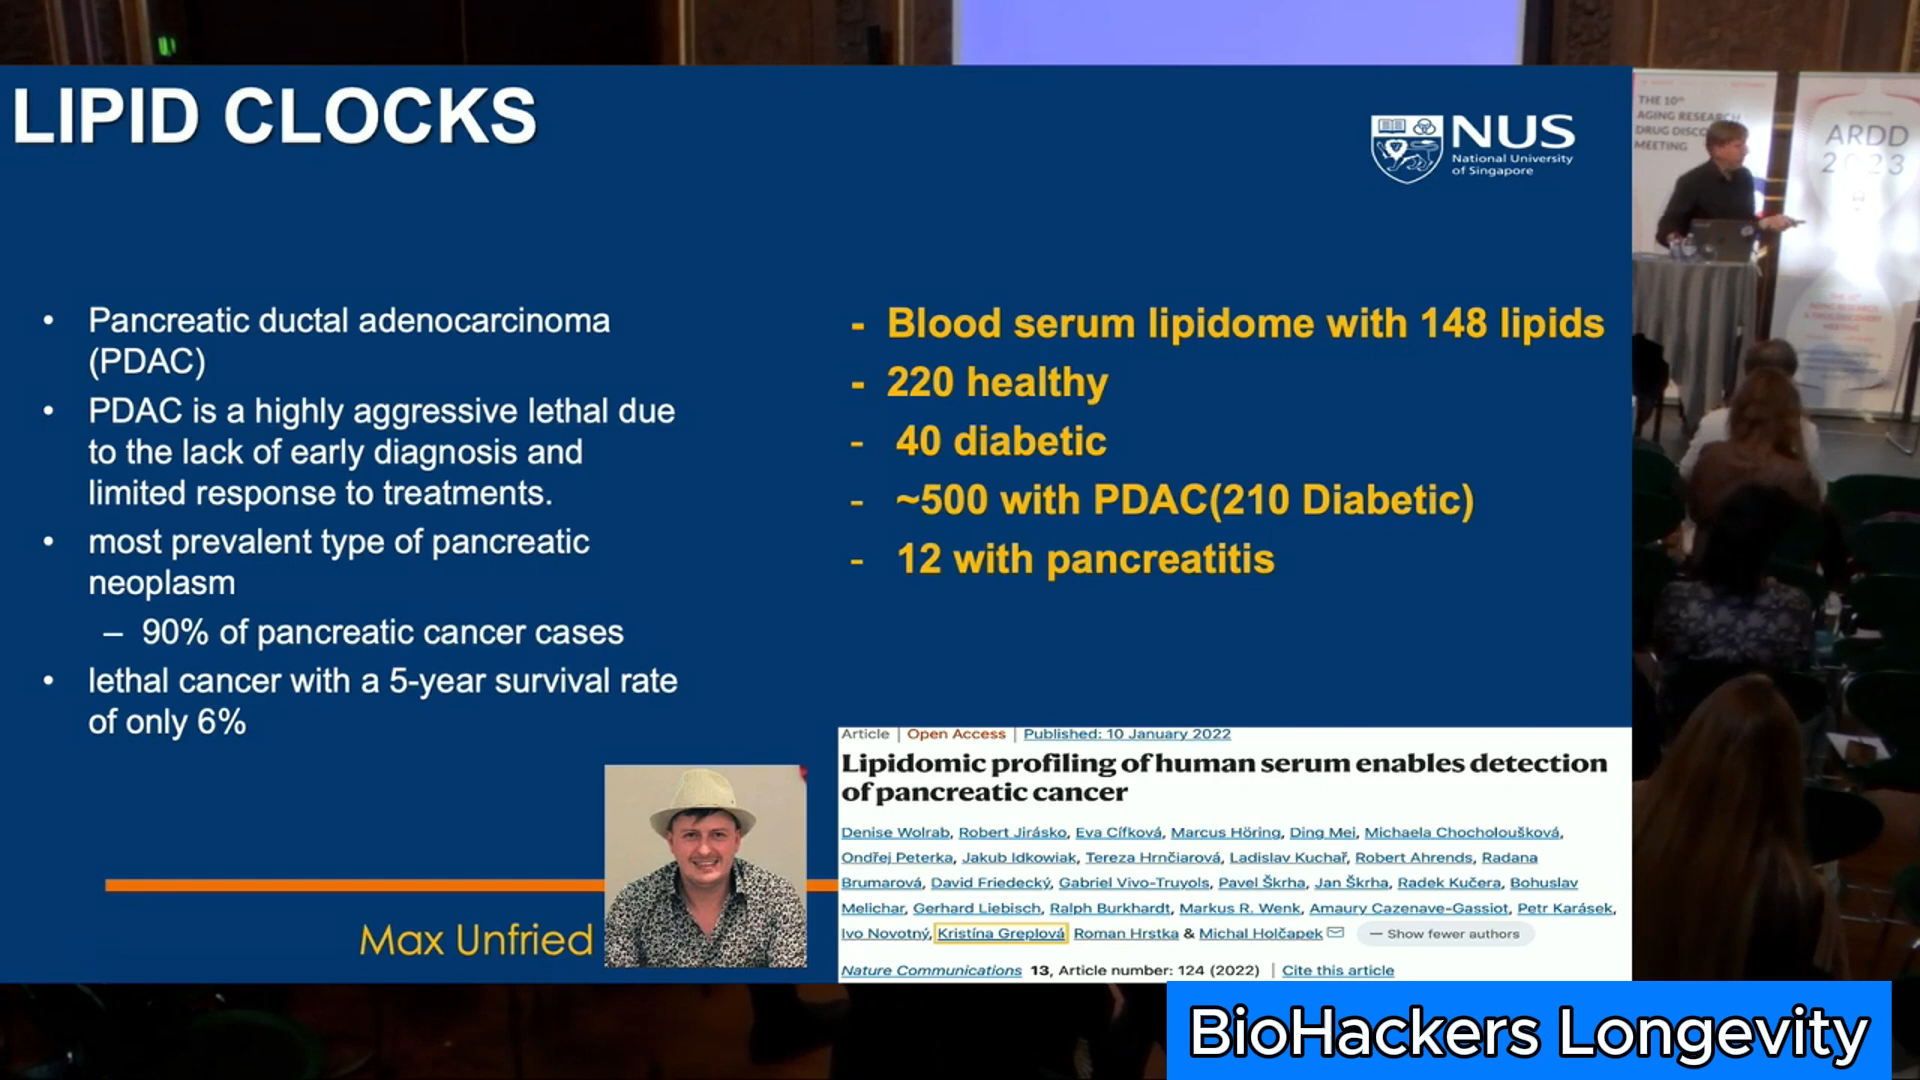 LIPID CLOCKS
NUS
National University
of Singapore
THE 10th
AGING RESEARCH
DRUG DISCO
MEETING
ARDD
2023
• Pancreatic ductal adenocarcinoma
(PDAC)
• PDAC is a highly aggressive lethal due
to the lack of early diagnosis and
limited response to treatments.
• most prevalent type of pancreatic
neoplasm
– 90% of pancreatic cancer cases
• lethal cancer with a 5-year survival rate
of only 6%
- Blood serum lipidome with 148 lipids
- 220 healthy
- 40 diabetic
- ~500 with PDAC(210 Diabetic)
- 12 with pancreatitis
Max Unfried
Article | Open Access | Published: 10 January 2022
Lipidomic profiling of human serum enables detection
of pancreatic cancer
Denise Wolrab, Robert Jirásko, Eva Cífková, Marcus Höring, Ding Mei, Michaela Chocholoušková,
Ondřej Peterka, Jakub Idkowiak, Tereza Hrnčiarová, Ladislav Kuchař, Robert Ahrends, Radana
Brumarová, David Friedecký, Gabriel Vivo-Truyols, Pavel Škrha, Jan Škrha, Radek Kučera, Bohuslav
Melichar, Gerhard Liebisch, Ralph Burkhardt, Markus R. Wenk, Amaury Cazenave-Gassiot, Petr Karásek,
Ivo Novotný, Kristína Greplová, Roman Hrstka & Michal Holčapek — Show fewer authors
Nature Communications 13, Article number: 124 (2022) | Cite this article
BioHackers Longevity